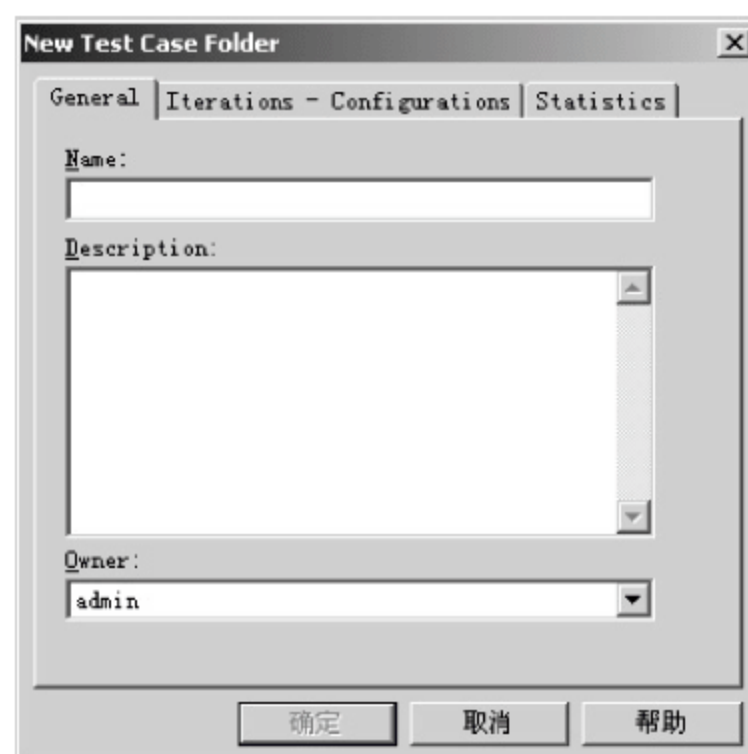 New Test Case Folder
General Iterations - Configurations Statistics
Name:
Description:
Owner:
admin
确定 取消 帮助